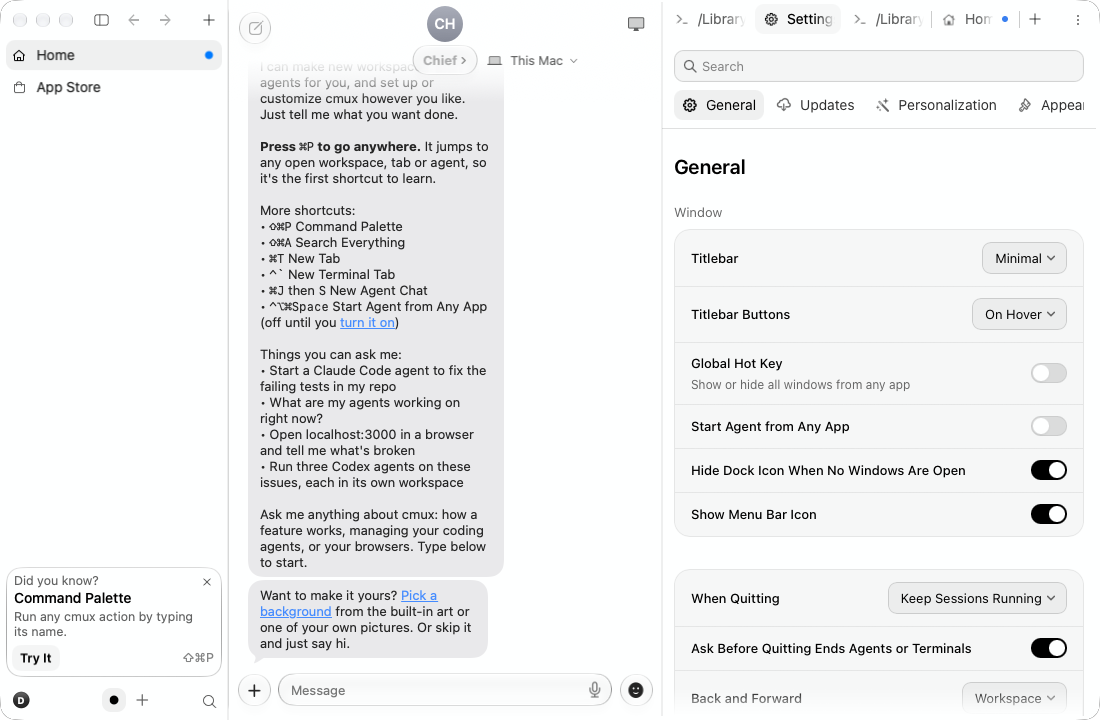 Home
App Store
Did you know?
Command Palette
Run any cmux action by typing
its name.
Try It
⇧⌘P
D
CH
Chief ›
This Mac
I can make new workspaces
agents for you, and set up or
customize cmux however you like.
Just tell me what you want done.
Press ⌘P to go anywhere. It jumps to
any open workspace, tab or agent, so
it's the first shortcut to learn.
More shortcuts:
• ⇧⌘P Command Palette
• ⇧⌘A Search Everything
• ⌘T New Tab
• ^` New Terminal Tab
• ⌘J then S New Agent Chat
• ^⌥⌘Space Start Agent from Any App
(off until you turn it on)
Things you can ask me:
• Start a Claude Code agent to fix the
failing tests in my repo
• What are my agents working on
right now?
• Open localhost:3000 in a browser
and tell me what's broken
• Run three Codex agents on these
issues, each in its own workspace
Ask me anything about cmux: how a
feature works, managing your coding
agents, or your browsers. Type below
to start.
Want to make it yours? Pick a
background from the built-in art or
one of your own pictures. Or skip it
and just say hi.
Message
/Library
Setting
/Library
Hom
Search
General
Updates
Personalization
Appear
General
Window
Titlebar
Minimal
Titlebar Buttons
On Hover
Global Hot Key
Show or hide all windows from any app
Start Agent from Any App
Hide Dock Icon When No Windows Are Open
Show Menu Bar Icon
When Quitting
Keep Sessions Running
Ask Before Quitting Ends Agents or Terminals
Back and Forward
Workspace